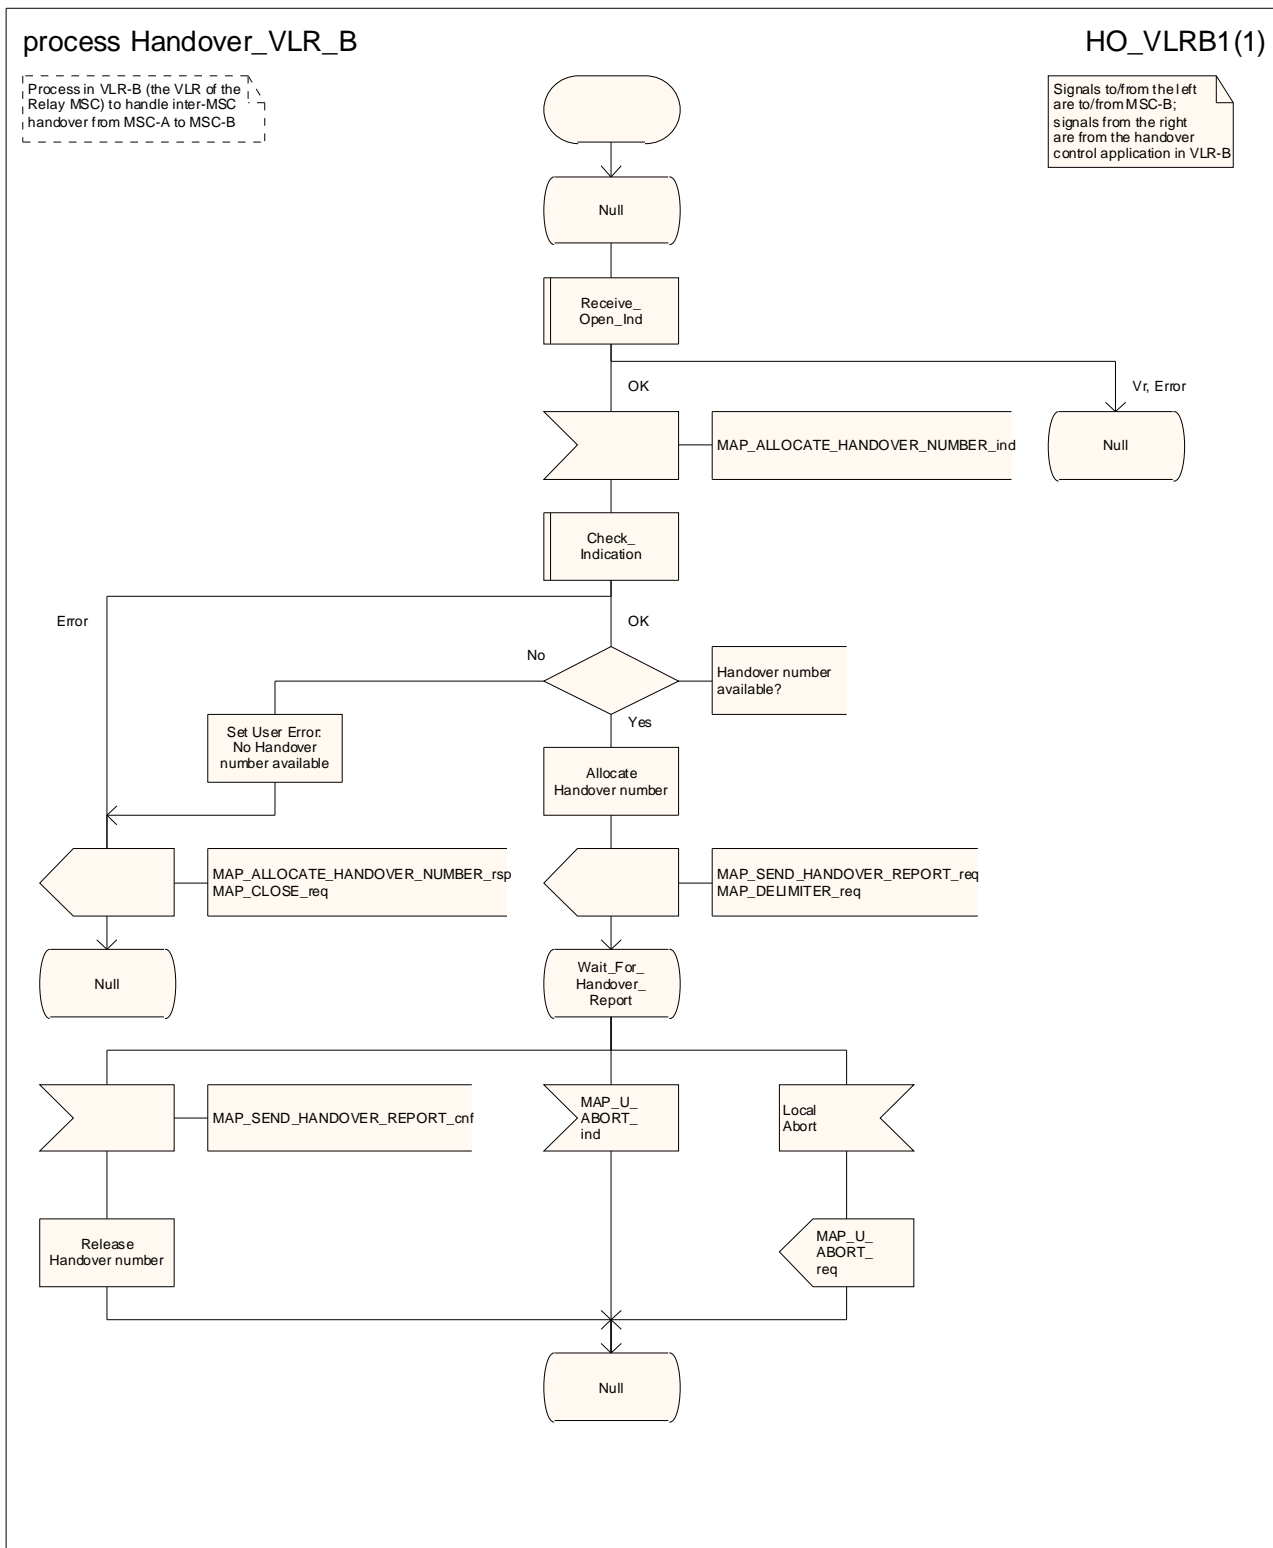 process Handover_VLR_B
HO_VLRB1(1)
Process in VLR-B (the VLR of the
Relay MSC) to handle inter-MSC
handover from MSC-A to MSC-B
Signals to/from the left
are to/from MSC-B;
signals from the right
are from the handover
control application in VLR-B
Null
Receive_
Open_Ind
OK
Vr, Error
MAP_ALLOCATE_HANDOVER_NUMBER_ind
Null
Check_
Indication
Error
OK
No
Handover number
available?
Yes
Set User Error:
No Handover
number available
Allocate
Handover number
MAP_ALLOCATE_HANDOVER_NUMBER_rsp
MAP_CLOSE_req
MAP_SEND_HANDOVER_REPORT_req
MAP_DELIMITER_req
Null
Wait_For_
Handover_
Report
MAP_SEND_HANDOVER_REPORT_cnf
MAP_U_
ABORT_
ind
Local
Abort
Release
Handover number
MAP_U_
ABORT_
req
Null